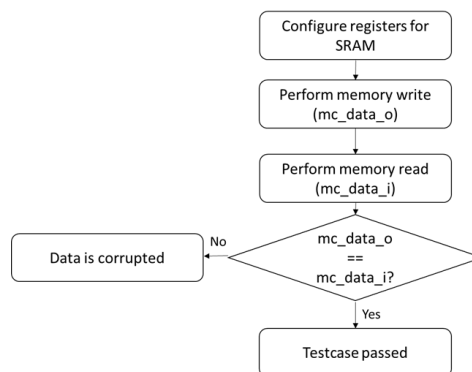 Configure registers for
SRAM
Perform memory write
(mc_data_o)
Perform memory read
(mc_data_i)
mc_data_o
==
mc_data_i?
No
Data is corrupted
Yes
Testcase passed